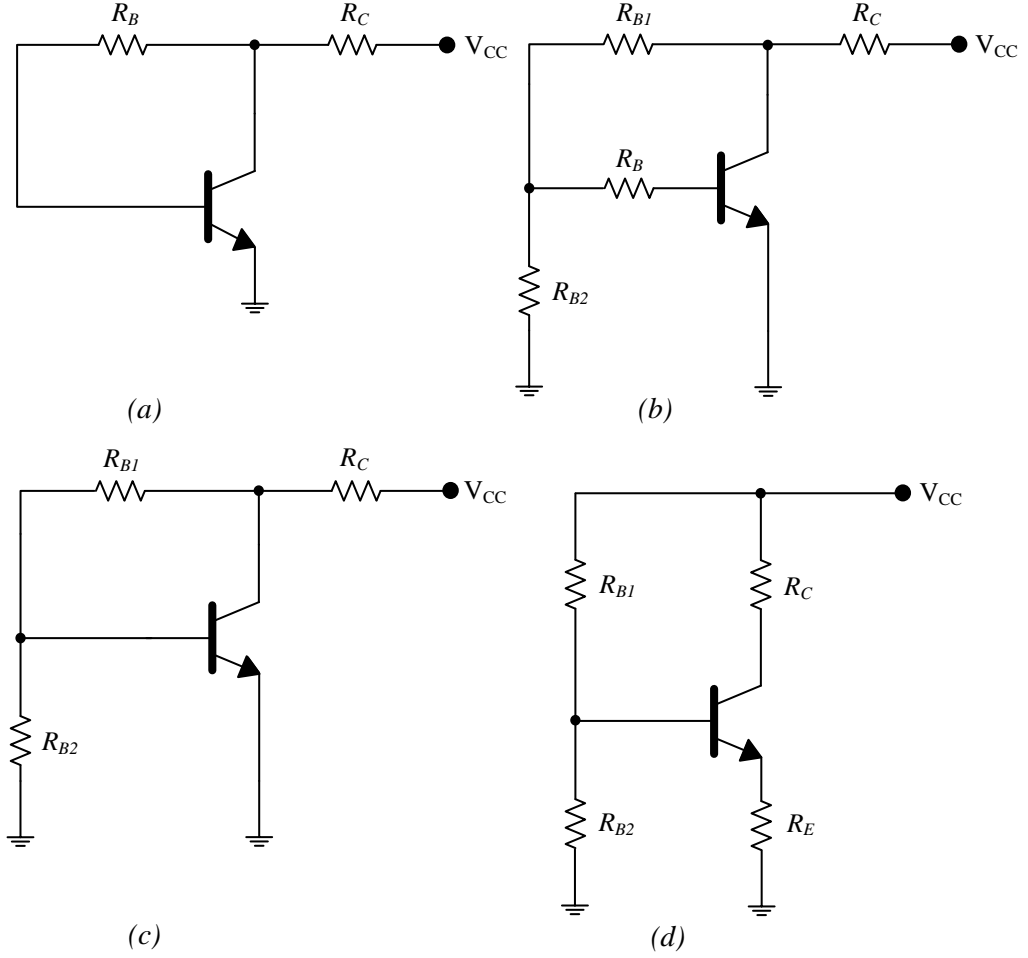 R_B
R_C
V_CC
(a)
R_B1
R_C
V_CC
R_B
R_B2
(b)
R_B1
R_C
V_CC
R_B2
(c)
V_CC
R_B1
R_C
R_B2
R_E
(d)